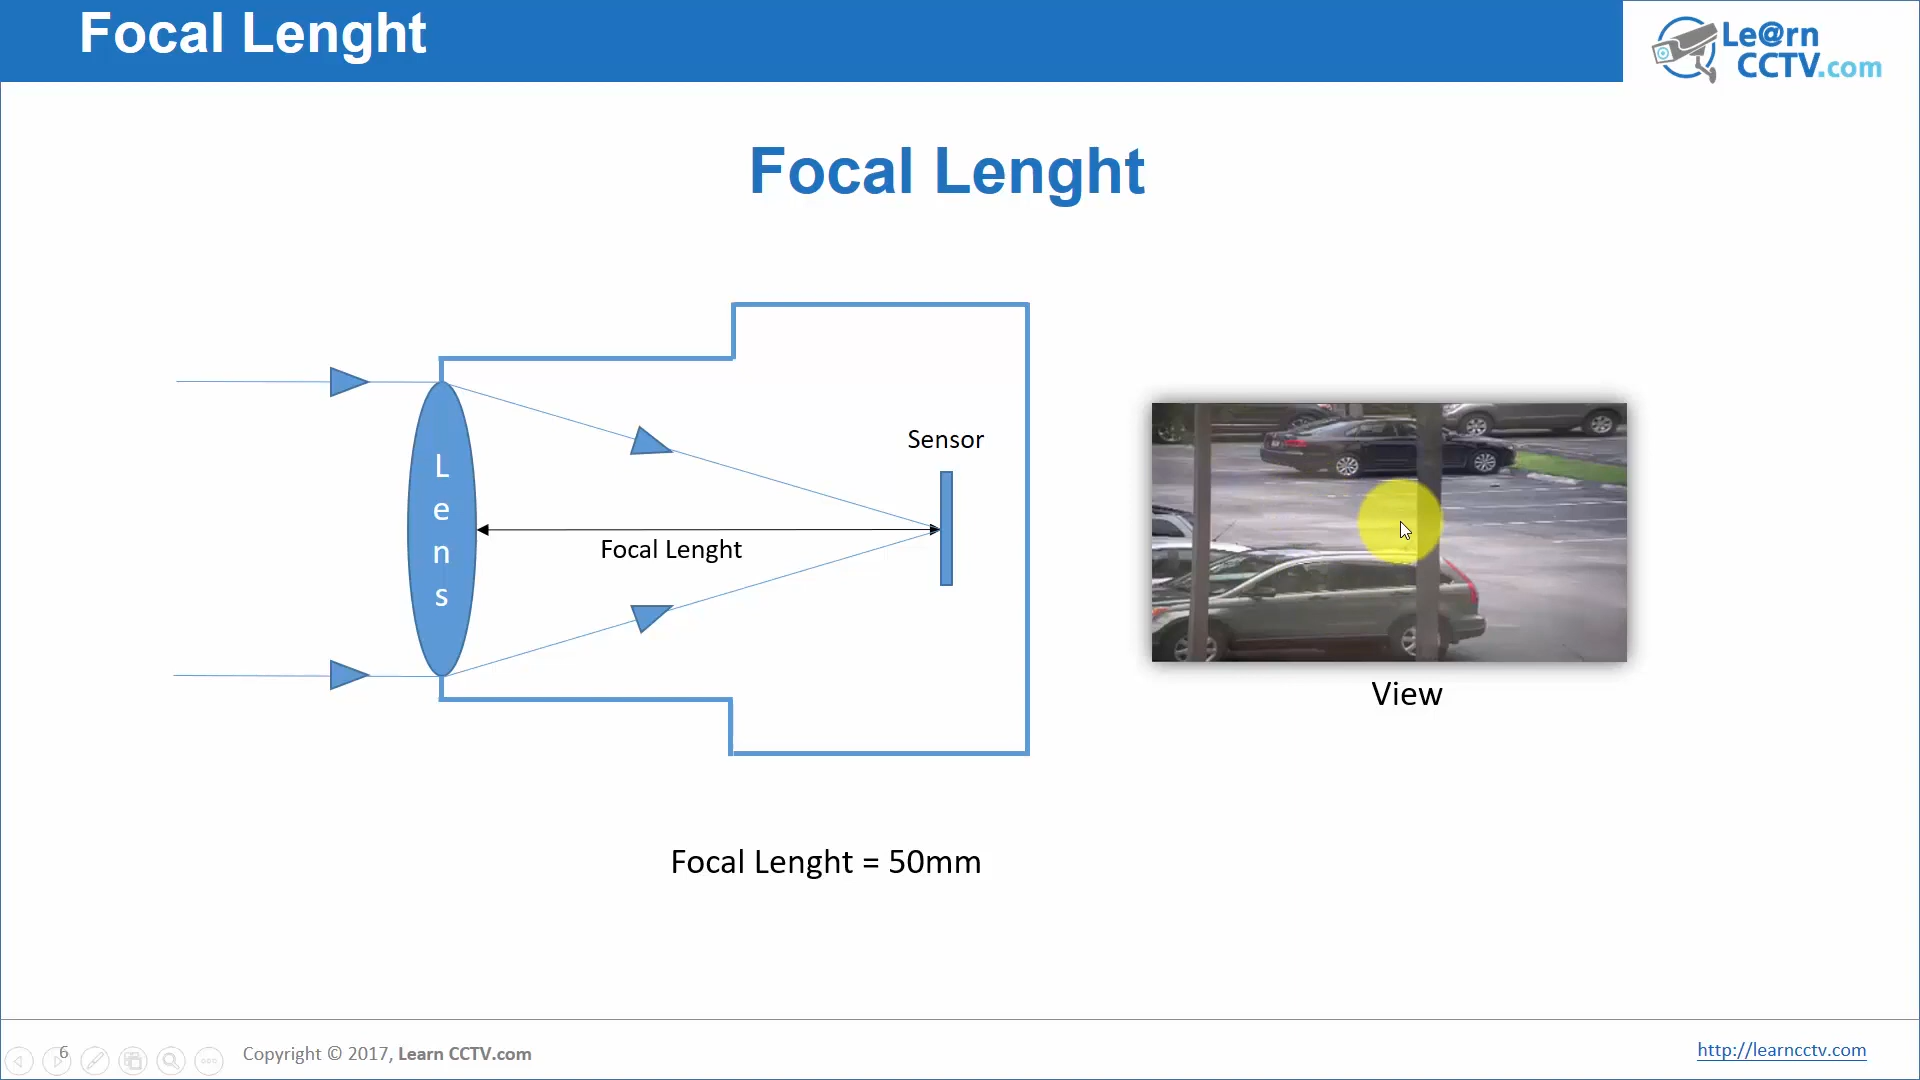 Focal Lenght
Le@rn
CCTV.com
Focal Lenght
Sensor
Lens
Focal Lenght
View
Focal Lenght = 50mm
6
Copyright © 2017, Learn CCTV.com
http://learncctv.com